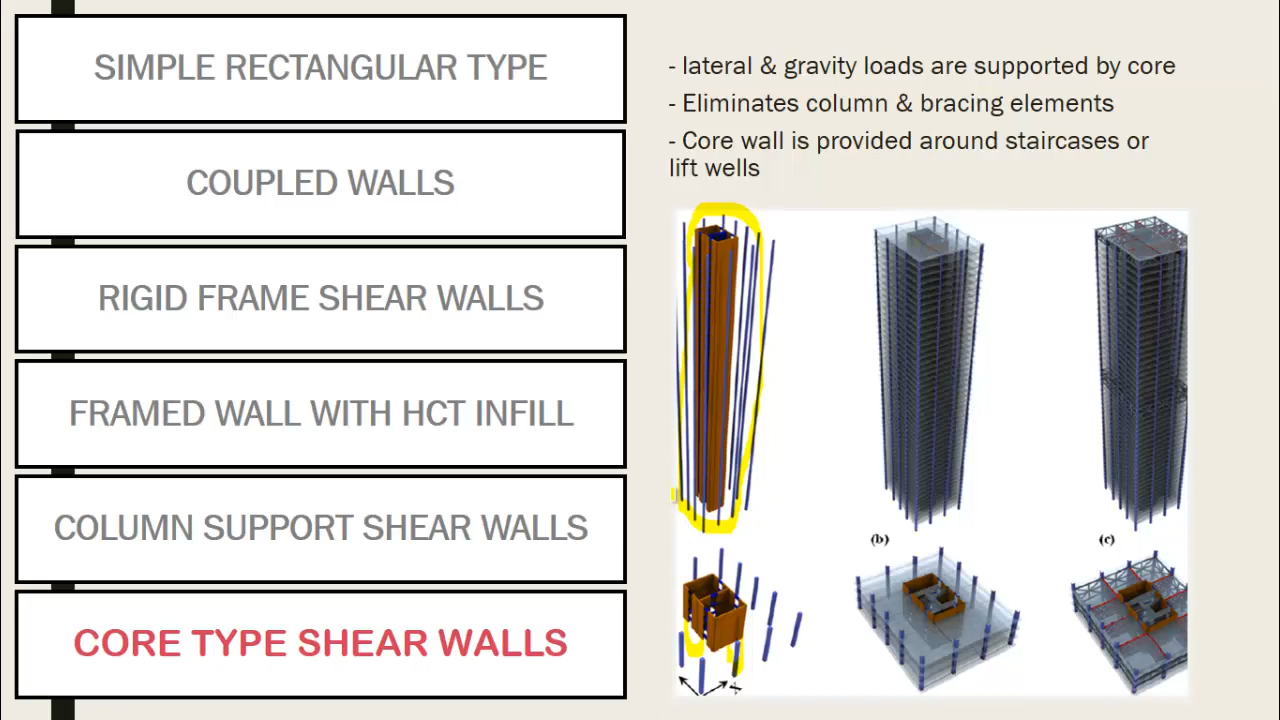 SIMPLE RECTANGULAR TYPE
COUPLED WALLS
RIGID FRAME SHEAR WALLS
FRAMED WALL WITH HCT INFILL
COLUMN SUPPORT SHEAR WALLS
CORE TYPE SHEAR WALLS
- lateral & gravity loads are supported by core
- Eliminates column & bracing elements
- Core wall is provided around staircases or
lift wells
(b)
(c)
X